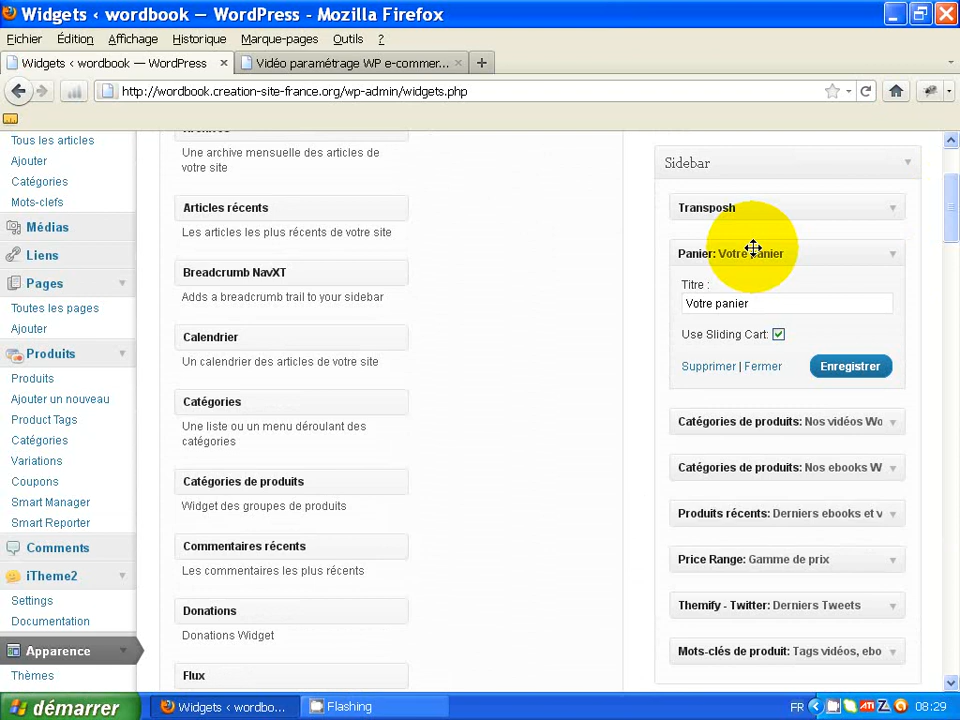 Widgets ‹ wordbook — WordPress - Mozilla Firefox
Fichier Édition Affichage Historique Marque-pages Outils ?
Widgets ‹ wordbook — WordPress × Vidéo paramétrage WP e-commer... × +
http://wordbook.creation-site-france.org/wp-admin/widgets.php
Tous les articles
Ajouter
Catégories
Mots-clefs
Médias
Liens
Pages
Toutes les pages
Ajouter
Produits
Produits
Ajouter un nouveau
Product Tags
Catégories
Variations
Coupons
Smart Manager
Smart Reporter
Comments
iTheme2
Settings
Documentation
Apparence
Thèmes
Archives
Une archive mensuelle des articles de
votre site
Articles récents
Les articles les plus récents de votre site
Breadcrumb NavXT
Adds a breadcrumb trail to your sidebar
Calendrier
Un calendrier des articles de votre site
Catégories
Une liste ou un menu déroulant des
catégories
Catégories de produits
Widget des groupes de produits
Commentaires récents
Les commentaires les plus récents
Donations
Donations Widget
Flux
Sidebar
Transposh
Panier: Votre panier
Titre :
Votre panier
Use Sliding Cart:
Supprimer | Fermer Enregistrer
Catégories de produits: Nos vidéos Wo
Catégories de produits: Nos ebooks W
Produits récents: Derniers ebooks et v
Price Range: Gamme de prix
Themify - Twitter: Derniers Tweets
Mots-clés de produit: Tags vidéos, ebo
démarrer Widgets ‹ wordbo... Flashing FR 08:29